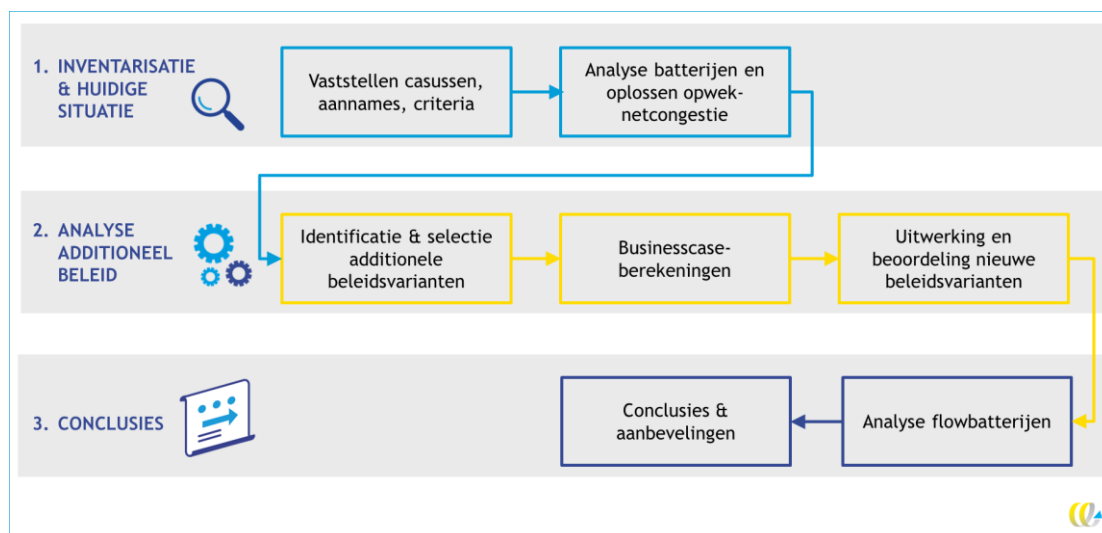 1. INVENTARISATIE
& HUIDIGE
SITUATIE
Vaststellen casussen,
aannames, criteria
Analyse batterijen en
oplossen opwek-
netcongestie
2. ANALYSE
ADDITIONEEL
BELEID
Identificatie & selectie
additionele
beleidsvarianten
Businesscase-
berekeningen
Uitwerking en
beoordeling nieuwe
beleidsvarianten
3. CONCLUSIES
Conclusies &
aanbevelingen
Analyse flowbatterijen